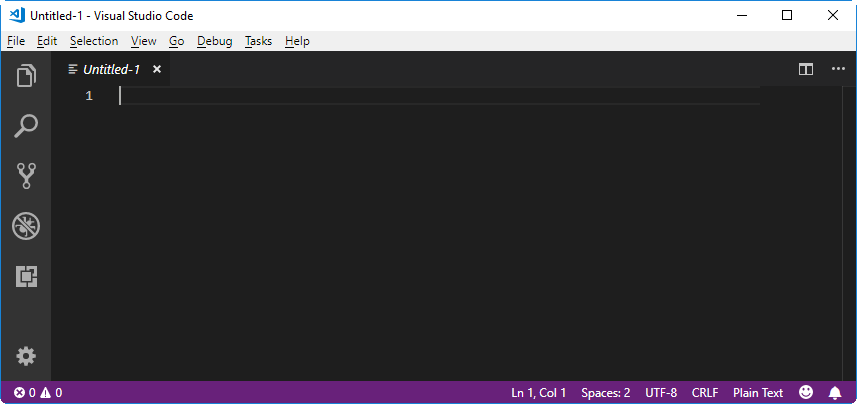 Untitled-1 - Visual Studio Code
File Edit Selection View Go Debug Tasks Help
Untitled-1
1
0 0 Ln 1, Col 1 Spaces: 2 UTF-8 CRLF Plain Text